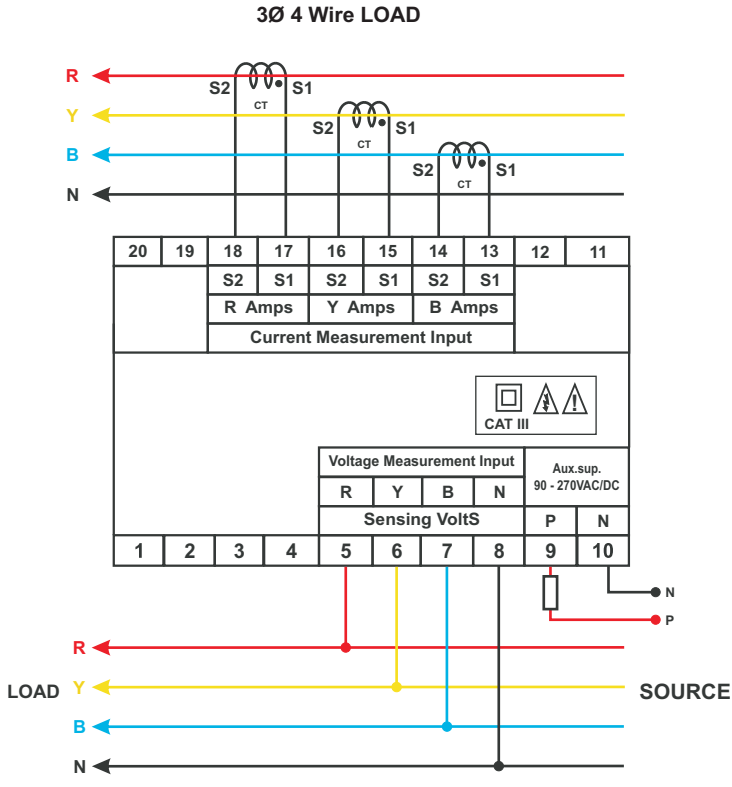 3Ø 4 Wire LOAD
R
S2 S1
CT
Y
S2 S1
CT
B
S2 S1
CT
N
20 19 18 17 16 15 14 13 12 11
S2 S1 S2 S1 S2 S1
R Amps Y Amps B Amps
Current Measurement Input
CAT III
Voltage Measurement Input
Aux.sup.
90 - 270VAC/DC
R Y B N
Sensing VoltS P N
1 2 3 4 5 6 7 8 9 10
N
P
R
LOAD Y SOURCE
B
N